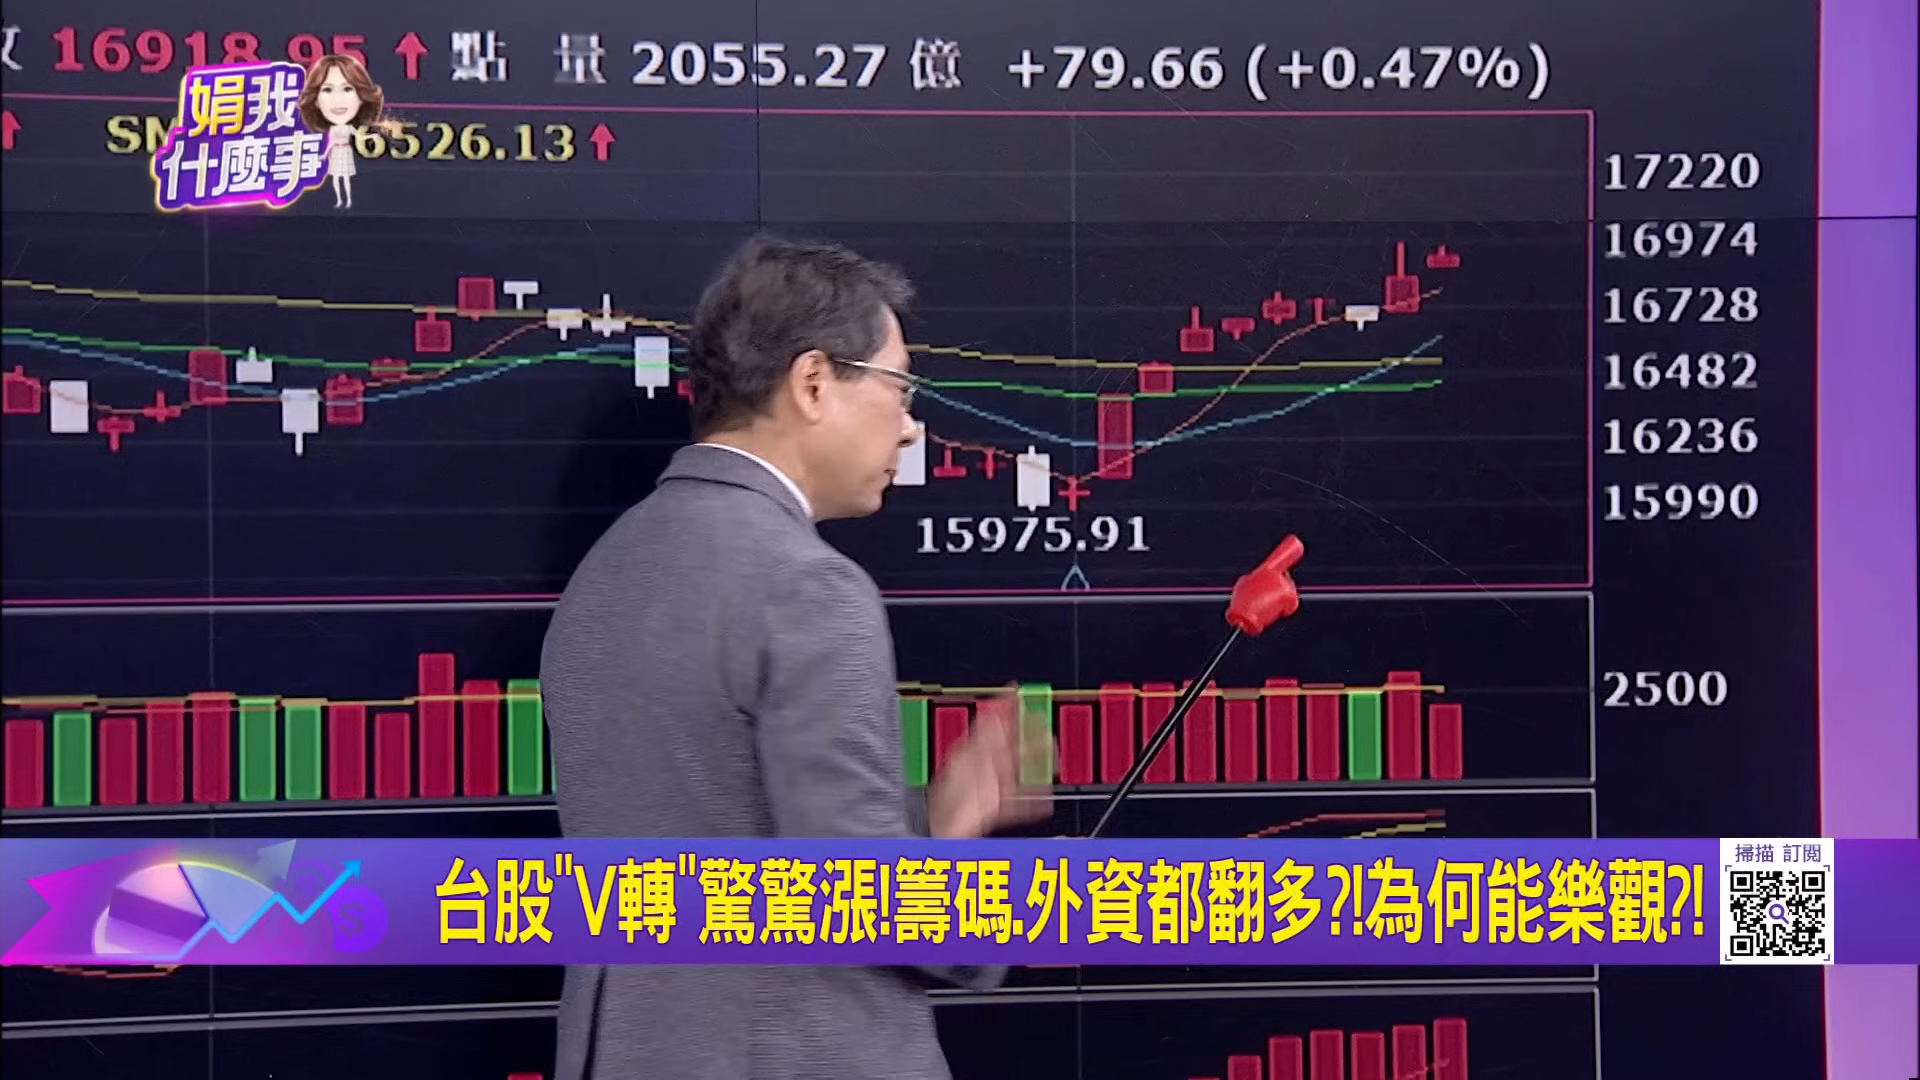 16918.95↑點 量 2055.27 億 +79.66 (+0.47%)
娟我
什麼事
6526.13↑
17220
16974
16728
16482
16236
15990
15975.91
2500
台股"V轉"驚驚漲!籌碼.外資都翻多?!為何能樂觀?!
掃描 訂閱